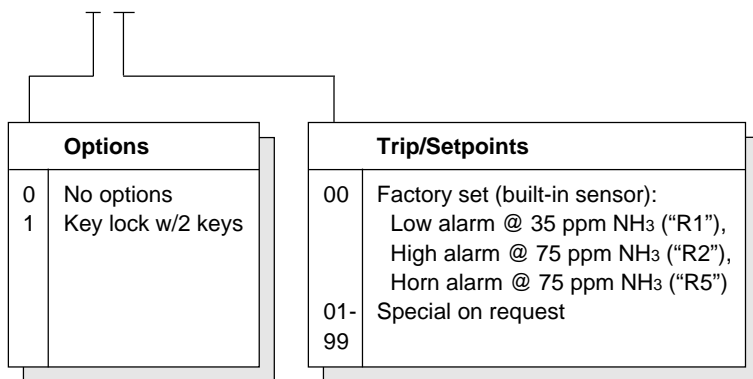 Options
0 No options
1 Key lock w/2 keys
Trip/Setpoints
00 Factory set (built-in sensor):
Low alarm @ 35 ppm NH3 (“R1”),
High alarm @ 75 ppm NH3 (“R2”),
Horn alarm @ 75 ppm NH3 (“R5”)
01- Special on request
99